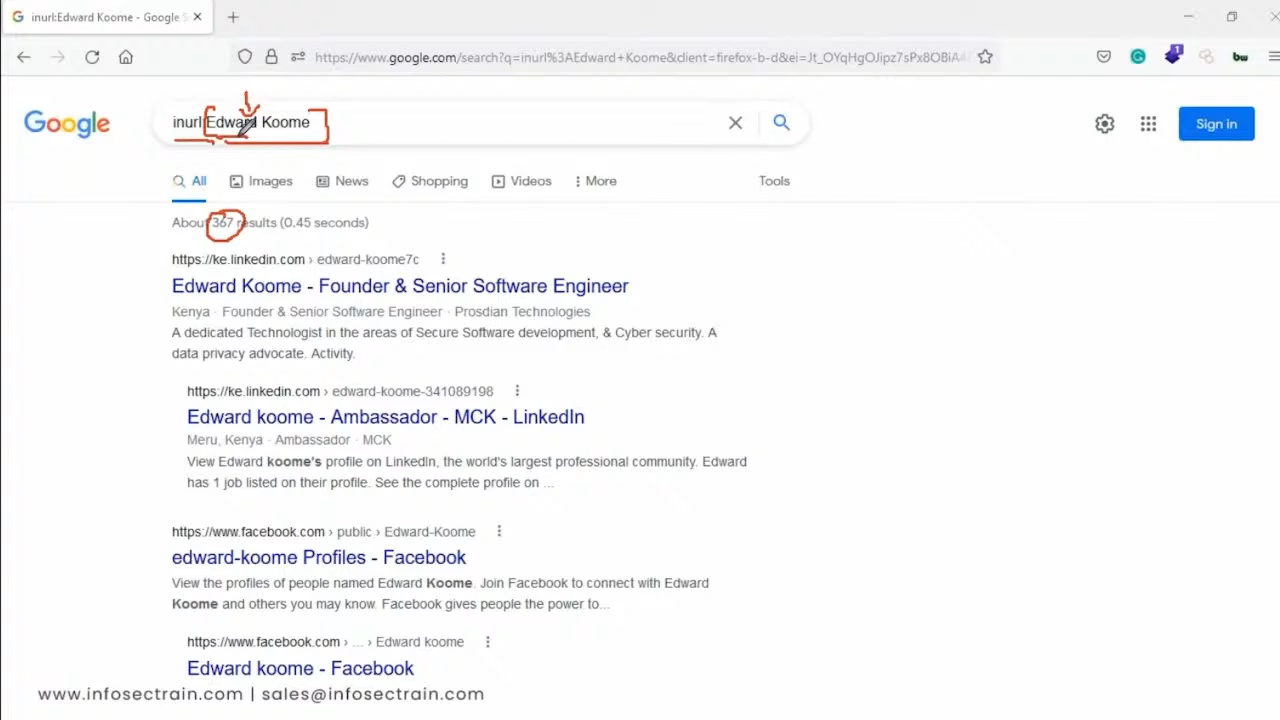 inurl:Edward Koome - Google S
https://www.google.com/search?q=inurl%3AEdward+Koome&client=firefox-b-d&ei=Jt_OYqHgOJipz7sPx8OBiA4
1
bw
Google
inurl:Edward Koome
Sign in
All Images News Shopping Videos More Tools
About 367 results (0.45 seconds)
https://ke.linkedin.com › edward-koome7c
Edward Koome - Founder & Senior Software Engineer
Kenya · Founder & Senior Software Engineer · Prosdian Technologies
A dedicated Technologist in the areas of Secure Software development, & Cyber security. A
data privacy advocate. Activity.
https://ke.linkedin.com › edward-koome-341089198
Edward koome - Ambassador - MCK - LinkedIn
Meru, Kenya · Ambassador · MCK
View Edward koome's profile on LinkedIn, the world's largest professional community. Edward
has 1 job listed on their profile. See the complete profile on ...
https://www.facebook.com › public › Edward-Koome
edward-koome Profiles - Facebook
View the profiles of people named Edward Koome. Join Facebook to connect with Edward
Koome and others you may know. Facebook gives people the power to...
https://www.facebook.com › ... › Edward koome
Edward koome - Facebook
www.infosectrain.com | sales@infosectrain.com